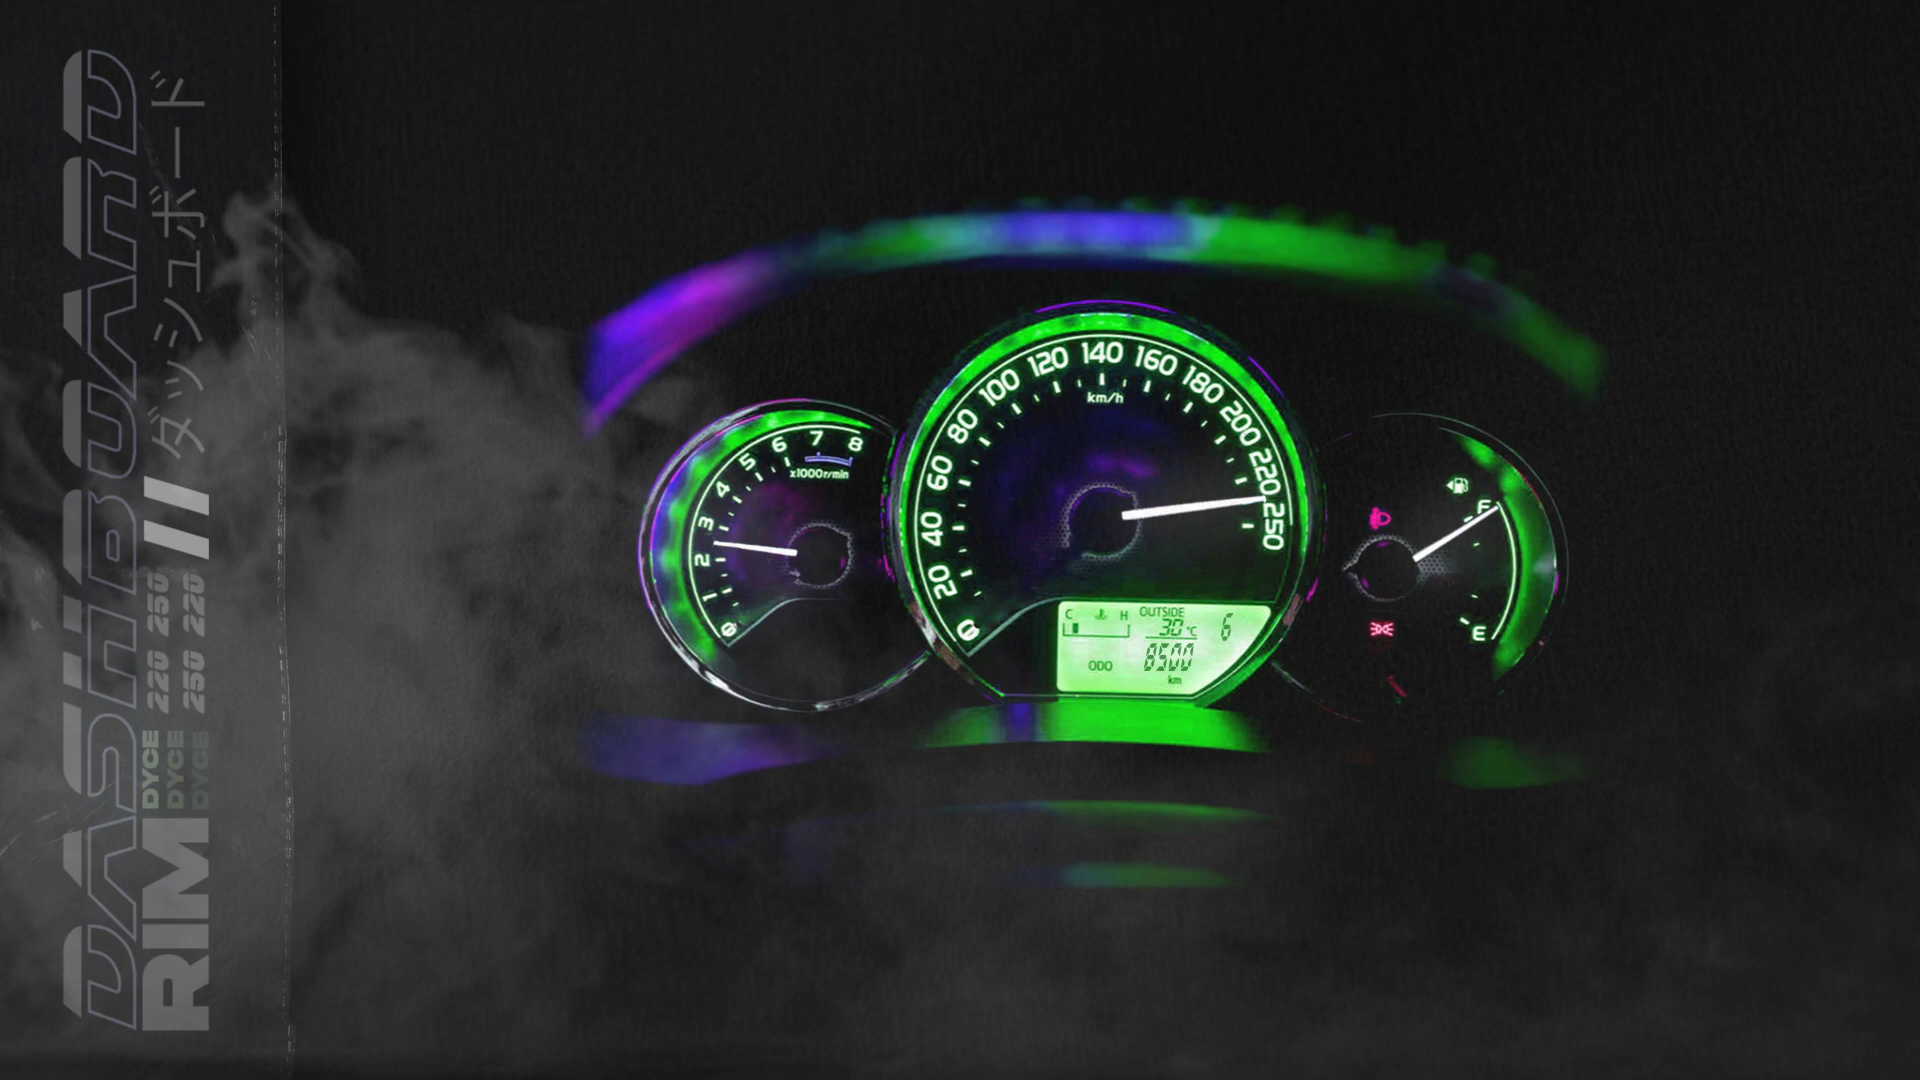 DASHBOARD
ダッシュボード
RIM DYCE 220 250
DYCE 250 220
DYCE
0
1
2
3
4
5
6
7
8
x1000r/min
0
20
40
60
80
100
120
140
160
180
200
220
250
km/h
C H OUTSIDE
30 °C 6
ODO 8500
km
F
E